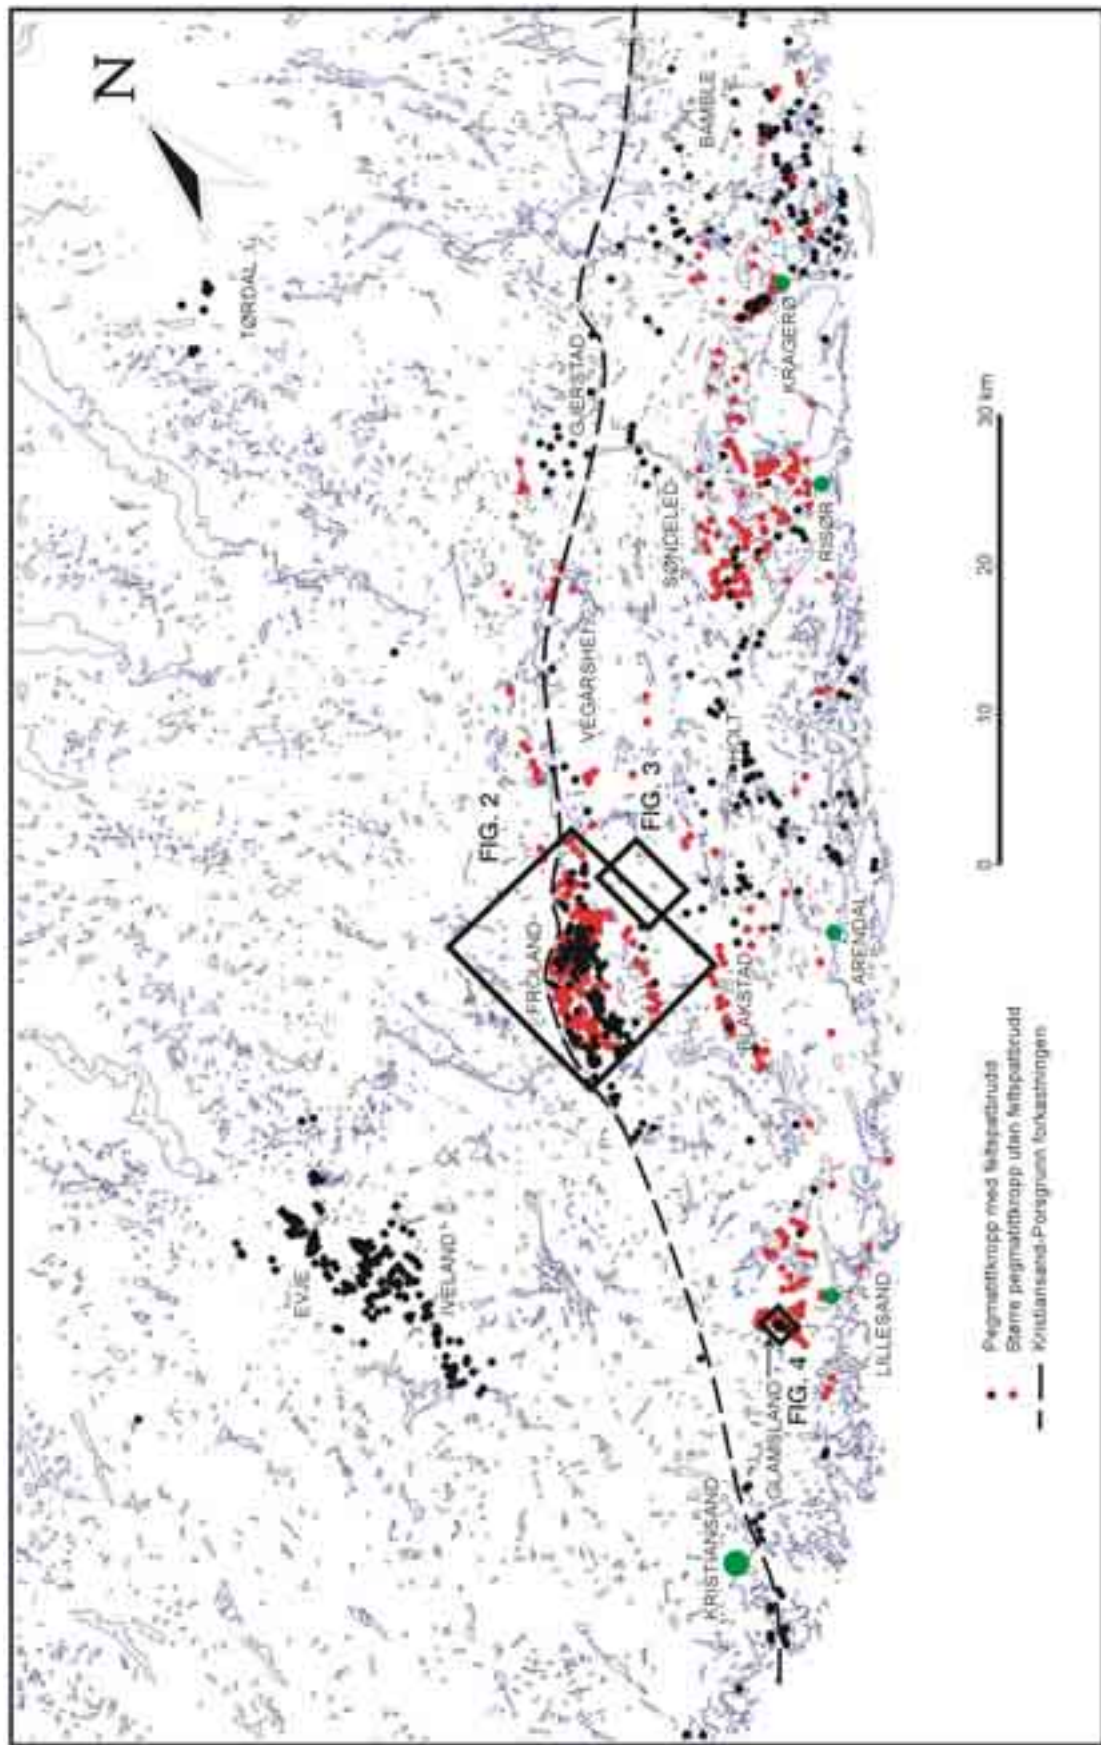 N
TØRDAL
BAMBLE
KRAGERØ
GJERSTAD
SØNDELED
RISØR
VEGÅRSHEI
FIG. 2
FIG. 3
HOLT
FROLAND
BLAKSTAD
ARENDAL
EVJE
IVELAND
LILLESAND
GLAMSLAND
FIG. 4
KRISTIANSAND
0 10 20 30 km
Pegmatittkropp med feltspatbrudd
Større pegmatittkropp uten feltspatbrudd
Kristiansand-Porsgrunn forkastningen